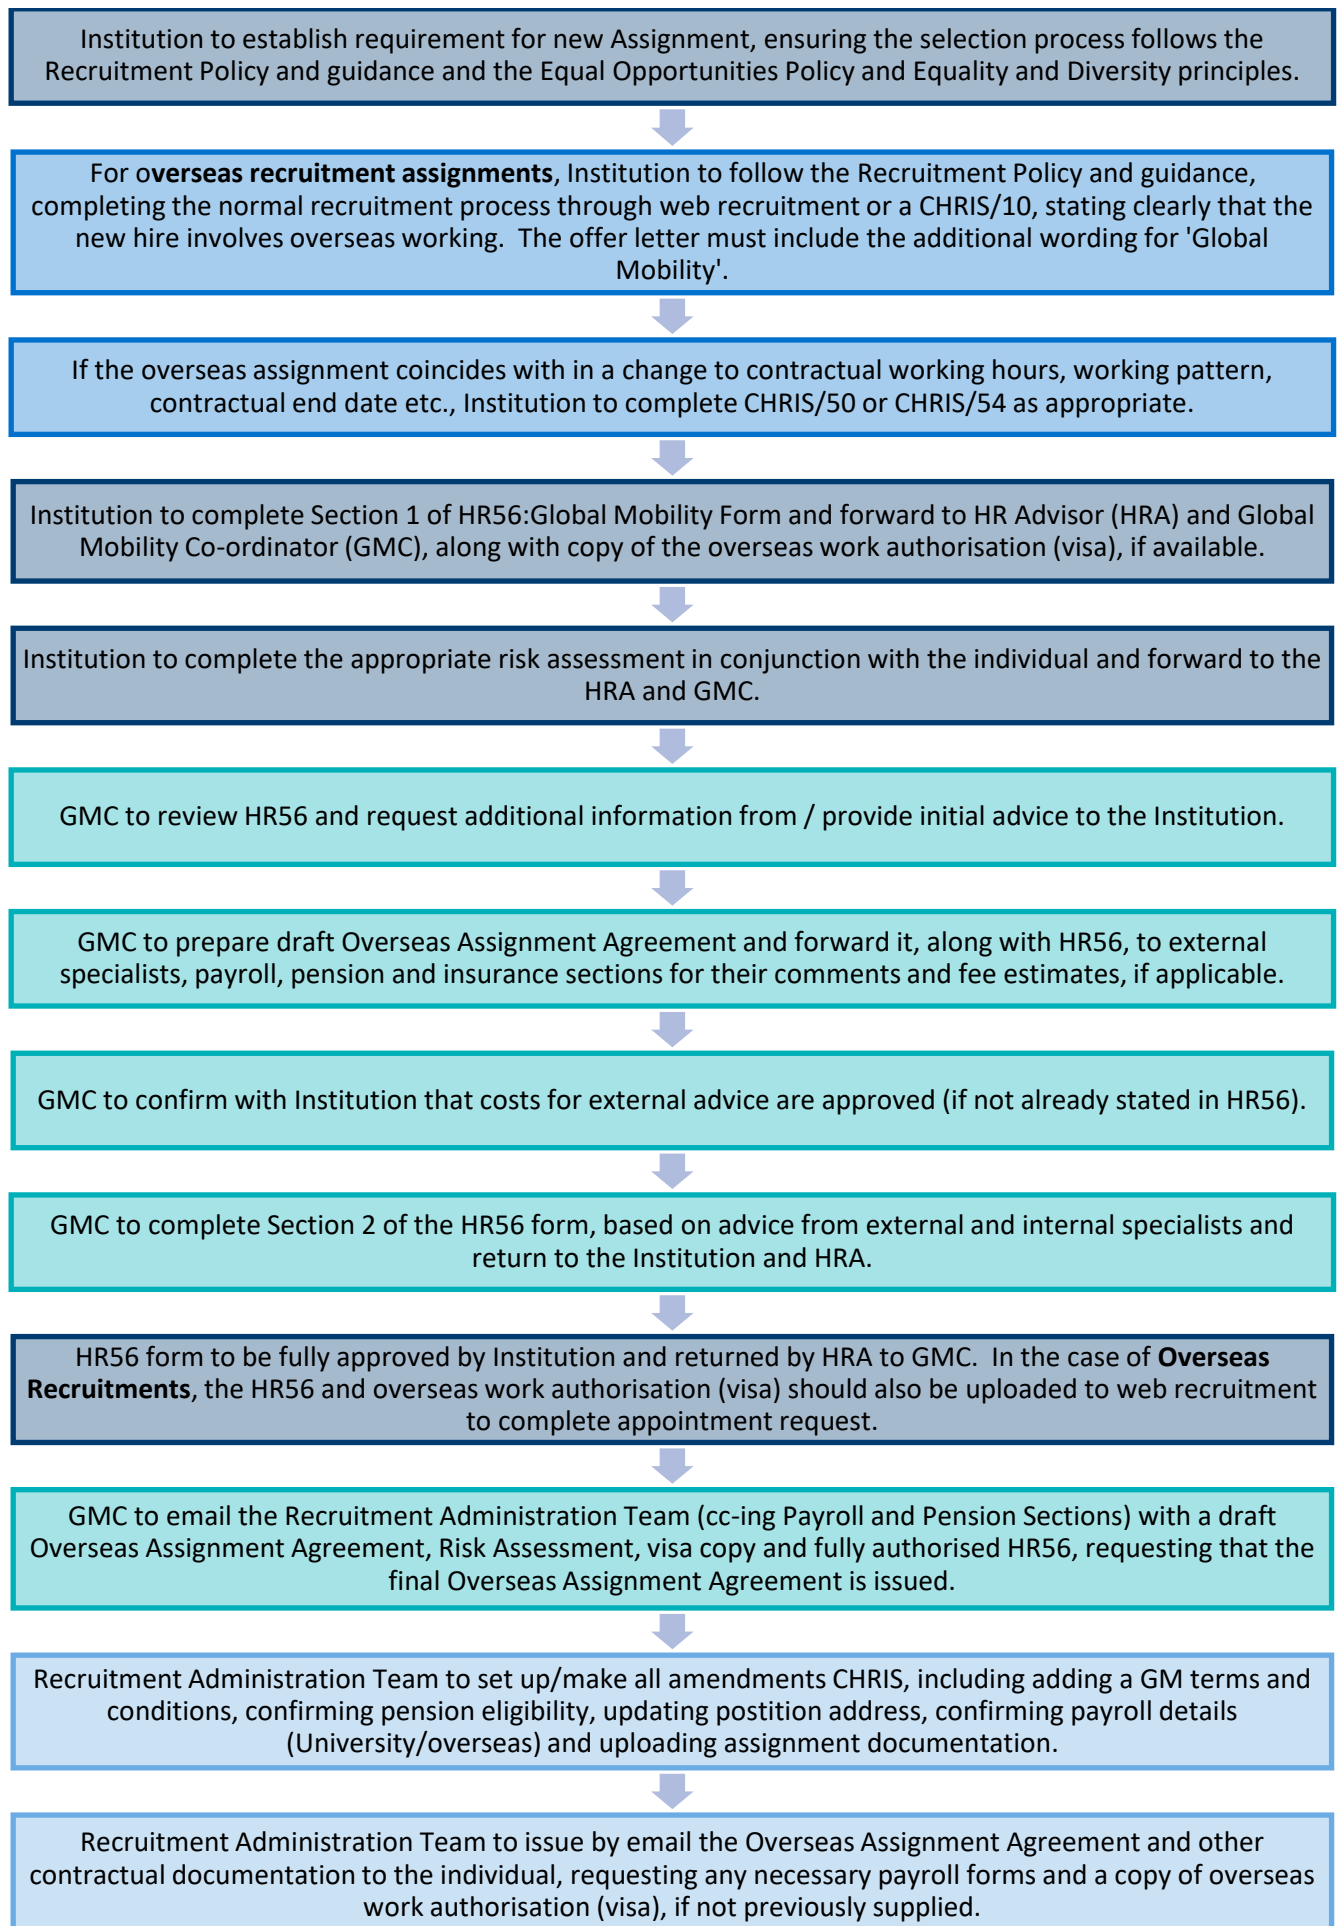 Institution to establish requirement for new Assignment, ensuring the selection process follows the
Recruitment Policy and guidance and the Equal Opportunities Policy and Equality and Diversity principles.
For overseas recruitment assignments, Institution to follow the Recruitment Policy and guidance,
completing the normal recruitment process through web recruitment or a CHRIS/10, stating clearly that the
new hire involves overseas working.  The offer letter must include the additional wording for 'Global
Mobility'.
If the overseas assignment coincides with in a change to contractual working hours, working pattern,
contractual end date etc., Institution to complete CHRIS/50 or CHRIS/54 as appropriate.
Institution to complete Section 1 of HR56:Global Mobility Form and forward to HR Advisor (HRA) and Global
Mobility Co-ordinator (GMC), along with copy of the overseas work authorisation (visa), if available.
Institution to complete the appropriate risk assessment in conjunction with the individual and forward to the
HRA and GMC.
GMC to review HR56 and request additional information from / provide initial advice to the Institution.
GMC to prepare draft Overseas Assignment Agreement and forward it, along with HR56, to external
specialists, payroll, pension and insurance sections for their comments and fee estimates, if applicable.
GMC to confirm with Institution that costs for external advice are approved (if not already stated in HR56).
GMC to complete Section 2 of the HR56 form, based on advice from external and internal specialists and
return to the Institution and HRA.
HR56 form to be fully approved by Institution and returned by HRA to GMC.  In the case of Overseas
Recruitments, the HR56 and overseas work authorisation (visa) should also be uploaded to web recruitment
to complete appointment request.
GMC to email the Recruitment Administration Team (cc-ing Payroll and Pension Sections) with a draft
Overseas Assignment Agreement, Risk Assessment, visa copy and fully authorised HR56, requesting that the
final Overseas Assignment Agreement is issued.
Recruitment Administration Team to set up/make all amendments CHRIS, including adding a GM terms and
conditions, confirming pension eligibility, updating postition address, confirming payroll details
(University/overseas) and uploading assignment documentation.
Recruitment Administration Team to issue by email the Overseas Assignment Agreement and other
contractual documentation to the individual, requesting any necessary payroll forms and a copy of overseas
work authorisation (visa), if not previously supplied.